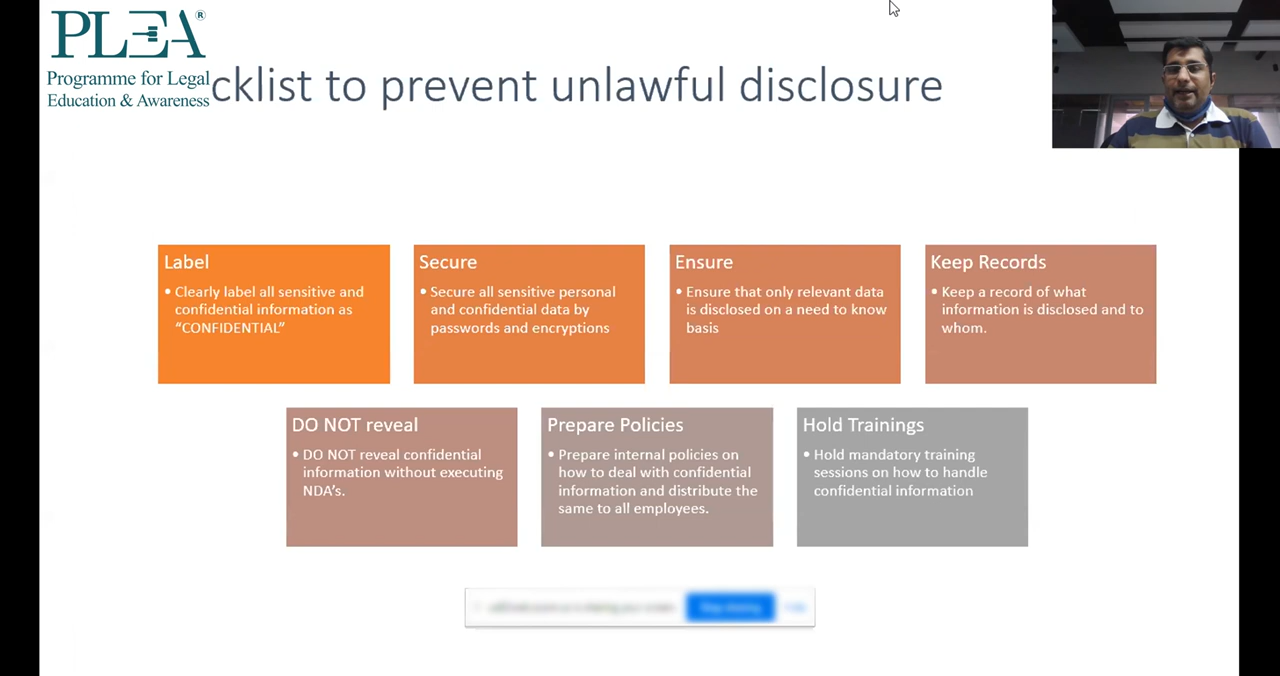 PLEA®
Programme for Legal
Education & Awareness
cklist to prevent unlawful disclosure
Label
• Clearly label all sensitive and
confidential information as
“CONFIDENTIAL”
Secure
• Secure all sensitive personal
and confidential data by
passwords and encryptions
Ensure
• Ensure that only relevant data
is disclosed on a need to know
basis
Keep Records
• Keep a record of what
information is disclosed and to
whom.
DO NOT reveal
• DO NOT reveal confidential
information without executing
NDA's.
Prepare Policies
• Prepare internal policies on
how to deal with confidential
information and distribute the
same to all employees.
Hold Trainings
• Hold mandatory training
sessions on how to handle
confidential information